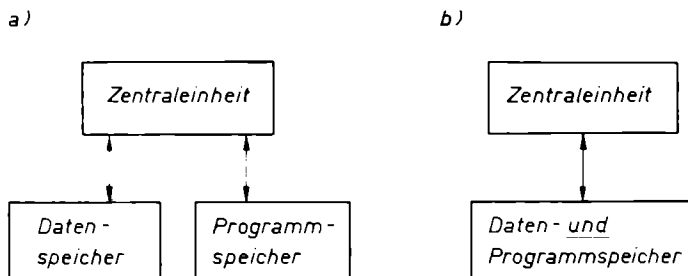 a)
Zentraleinheit
Daten-
speicher
Programm-
speicher
b)
Zentraleinheit
Daten- und
Programmspeicher